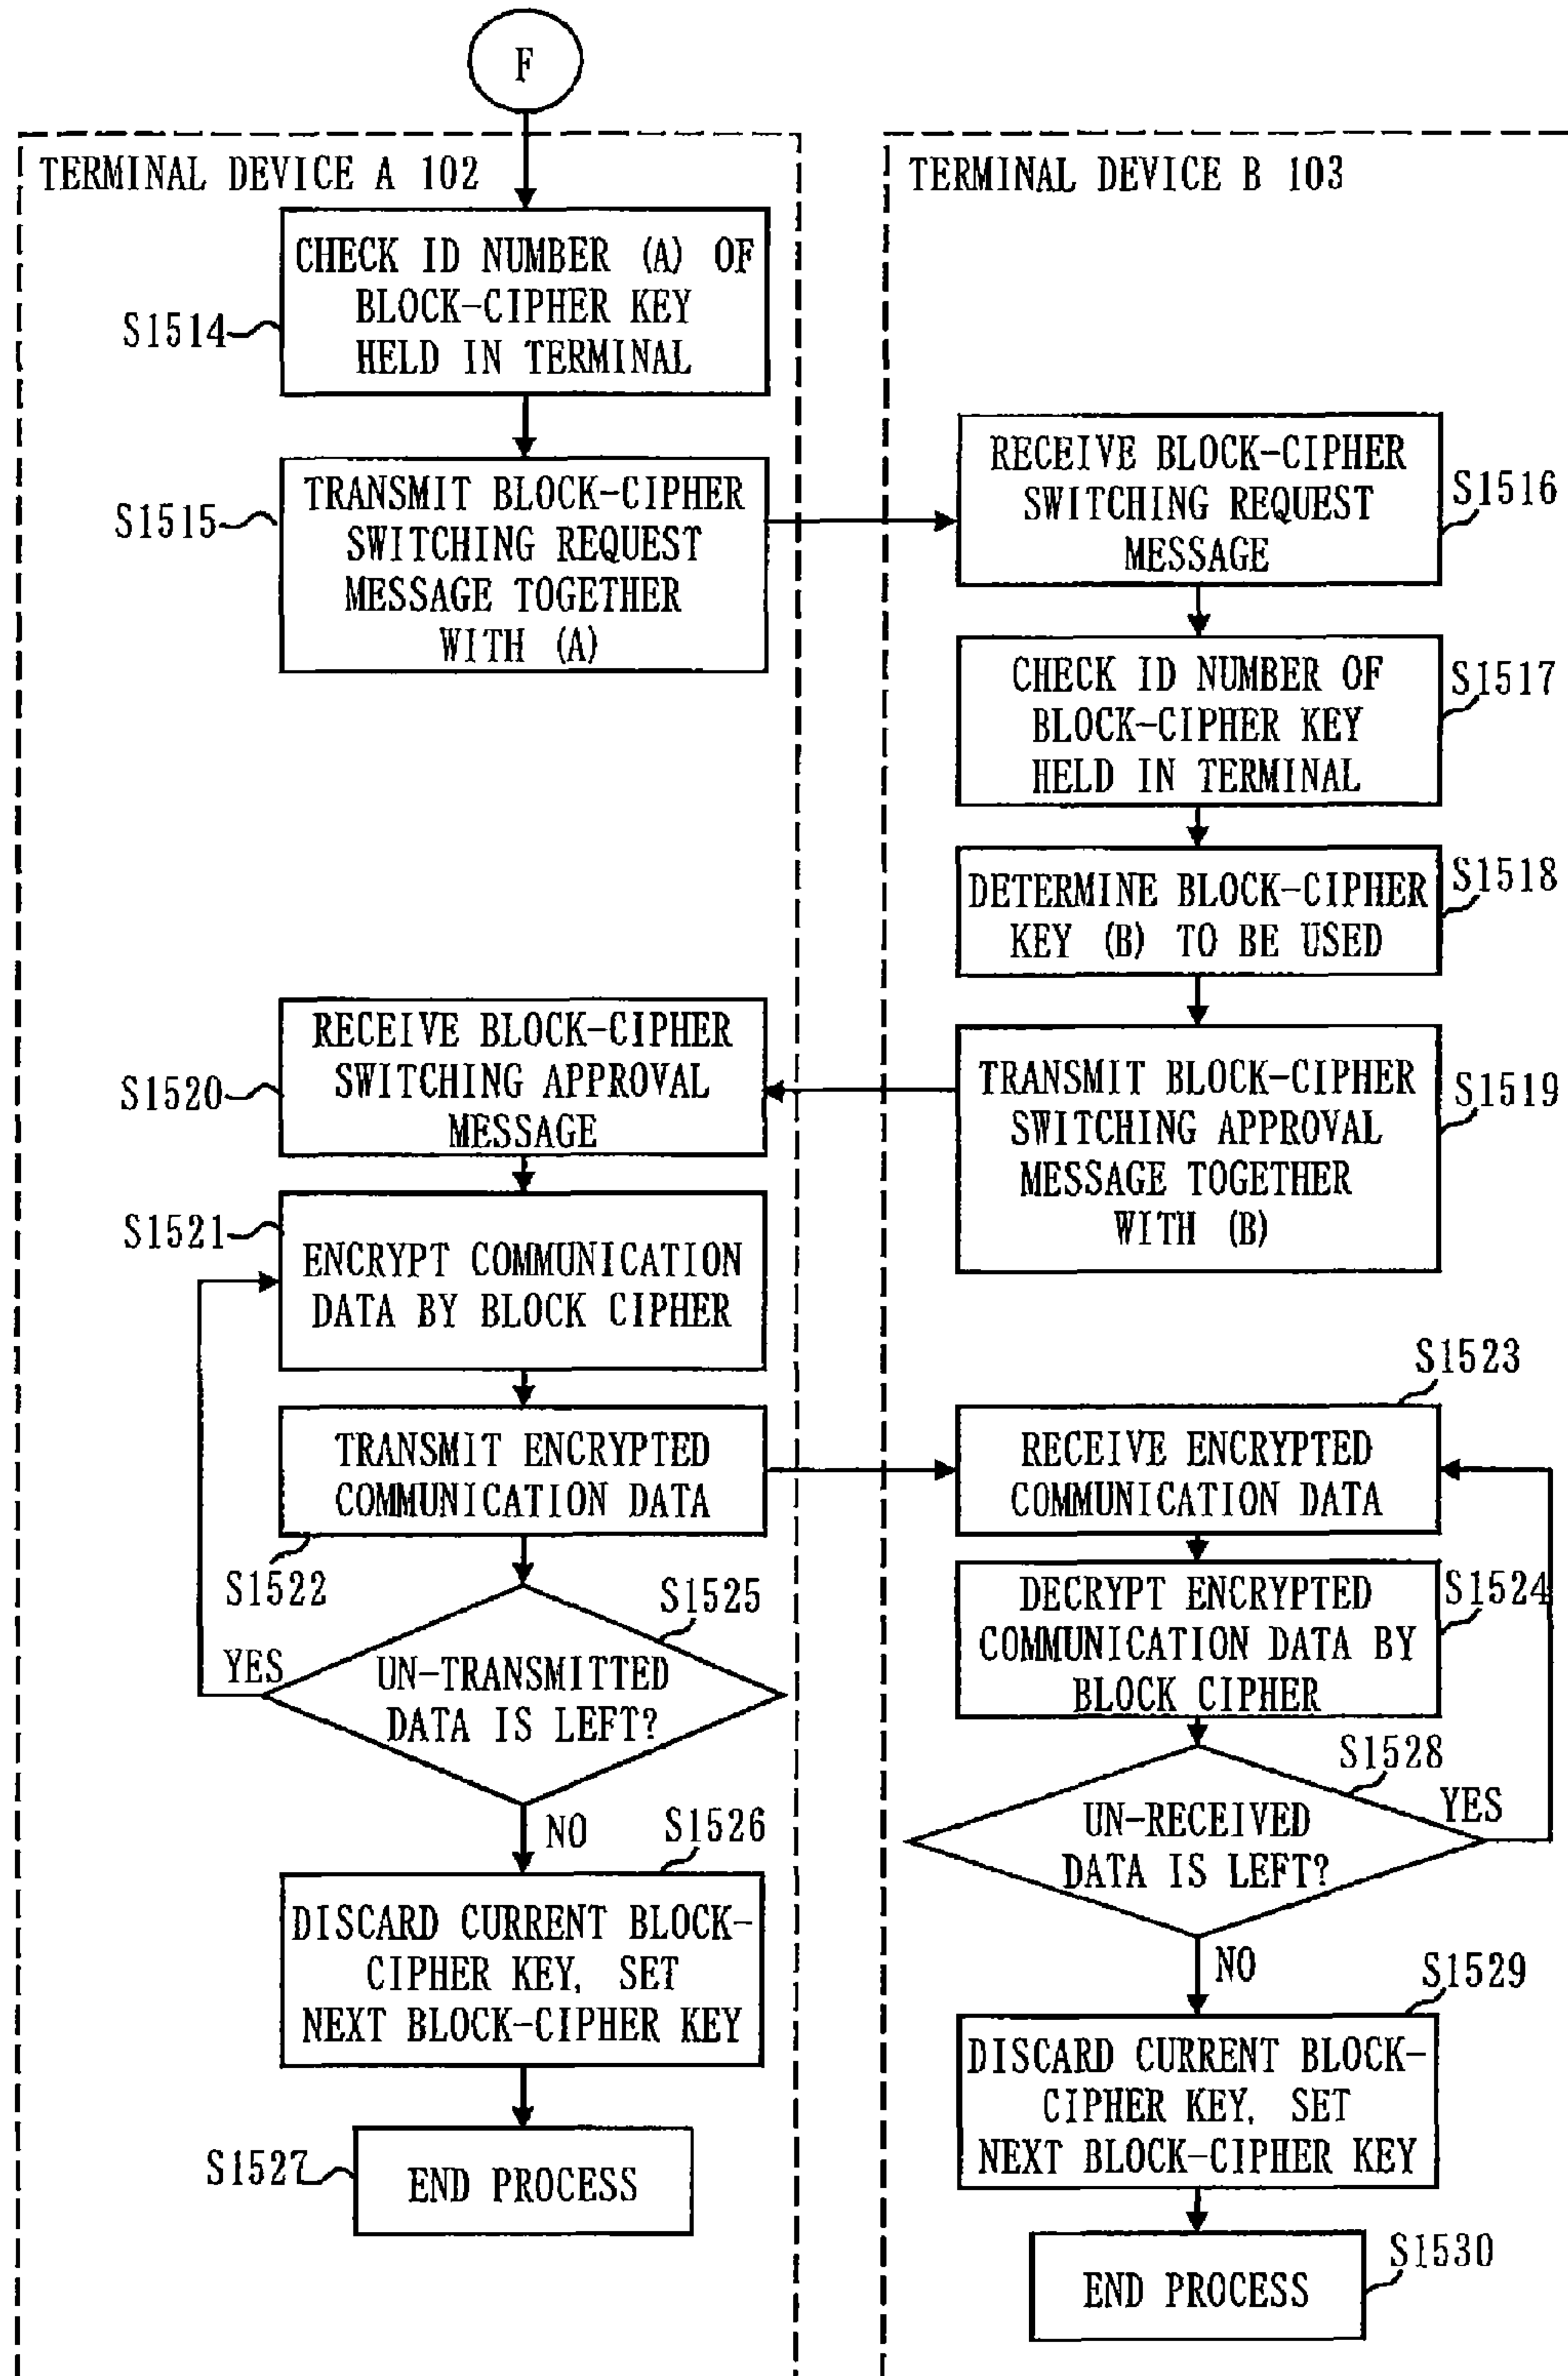 F
TERMINAL DEVICE A 102
CHECK ID NUMBER (A) OF
BLOCK-CIPHER KEY
HELD IN TERMINAL
S1514
TRANSMIT BLOCK-CIPHER
SWITCHING REQUEST
MESSAGE TOGETHER
WITH (A)
S1515
TERMINAL DEVICE B 103
RECEIVE BLOCK-CIPHER
SWITCHING REQUEST
MESSAGE
S1516
CHECK ID NUMBER OF
BLOCK-CIPHER KEY
HELD IN TERMINAL
S1517
DETERMINE BLOCK-CIPHER
KEY (B) TO BE USED
S1518
TRANSMIT BLOCK-CIPHER
SWITCHING APPROVAL
MESSAGE TOGETHER
WITH (B)
S1519
RECEIVE BLOCK-CIPHER
SWITCHING APPROVAL
MESSAGE
S1520
S1521
ENCRYPT COMMUNICATION
DATA BY BLOCK CIPHER
TRANSMIT ENCRYPTED
COMMUNICATION DATA
S1522
S1523
RECEIVE ENCRYPTED
COMMUNICATION DATA
DECRYPT ENCRYPTED
COMMUNICATION DATA BY
BLOCK CIPHER
S1524
S1525
UN-TRANSMITTED
DATA IS LEFT?
YES
NO
S1526
DISCARD CURRENT BLOCK-
CIPHER KEY, SET
NEXT BLOCK-CIPHER KEY
S1527
END PROCESS
S1528
UN-RECEIVED
DATA IS LEFT?
YES
NO
S1529
DISCARD CURRENT BLOCK-
CIPHER KEY, SET
NEXT BLOCK-CIPHER KEY
S1530
END PROCESS